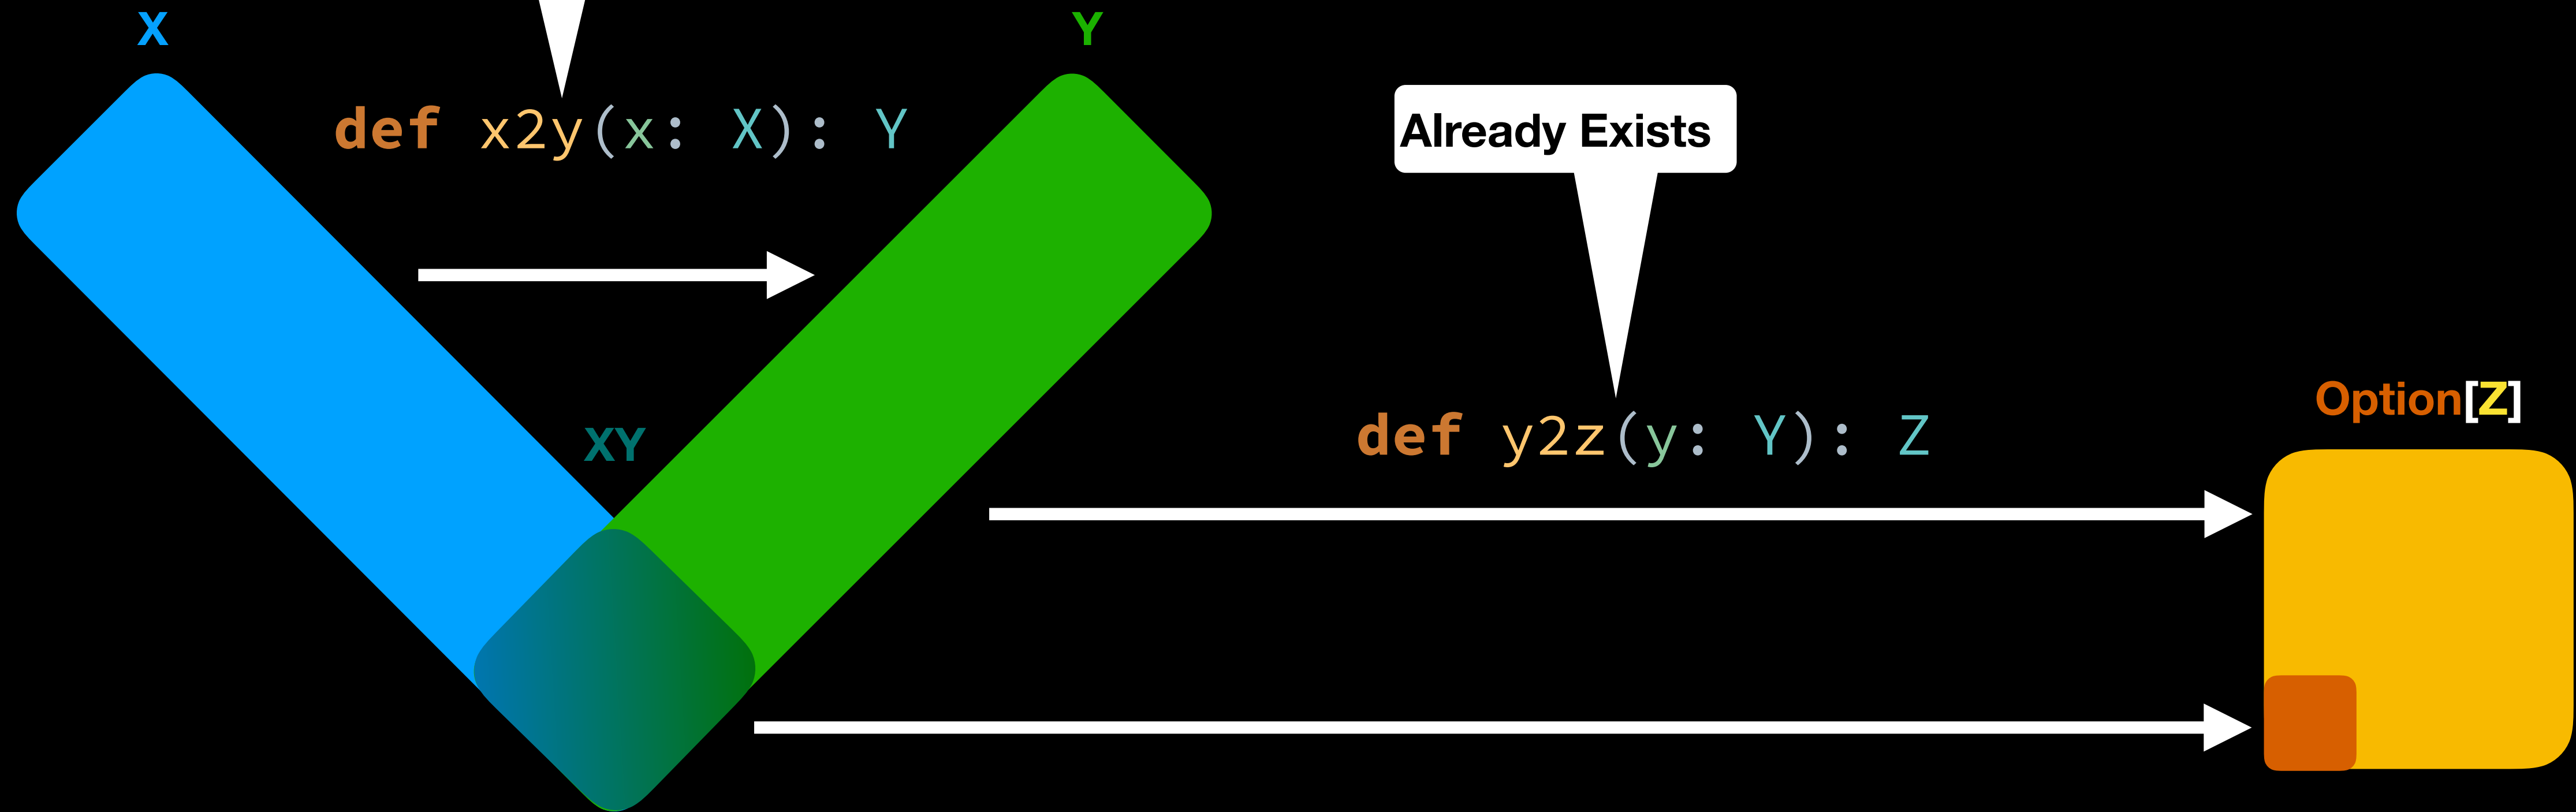 X
Y
def x2y(x: X): Y
Already Exists
Option[Z]
def y2z(y: Y): Z
XY